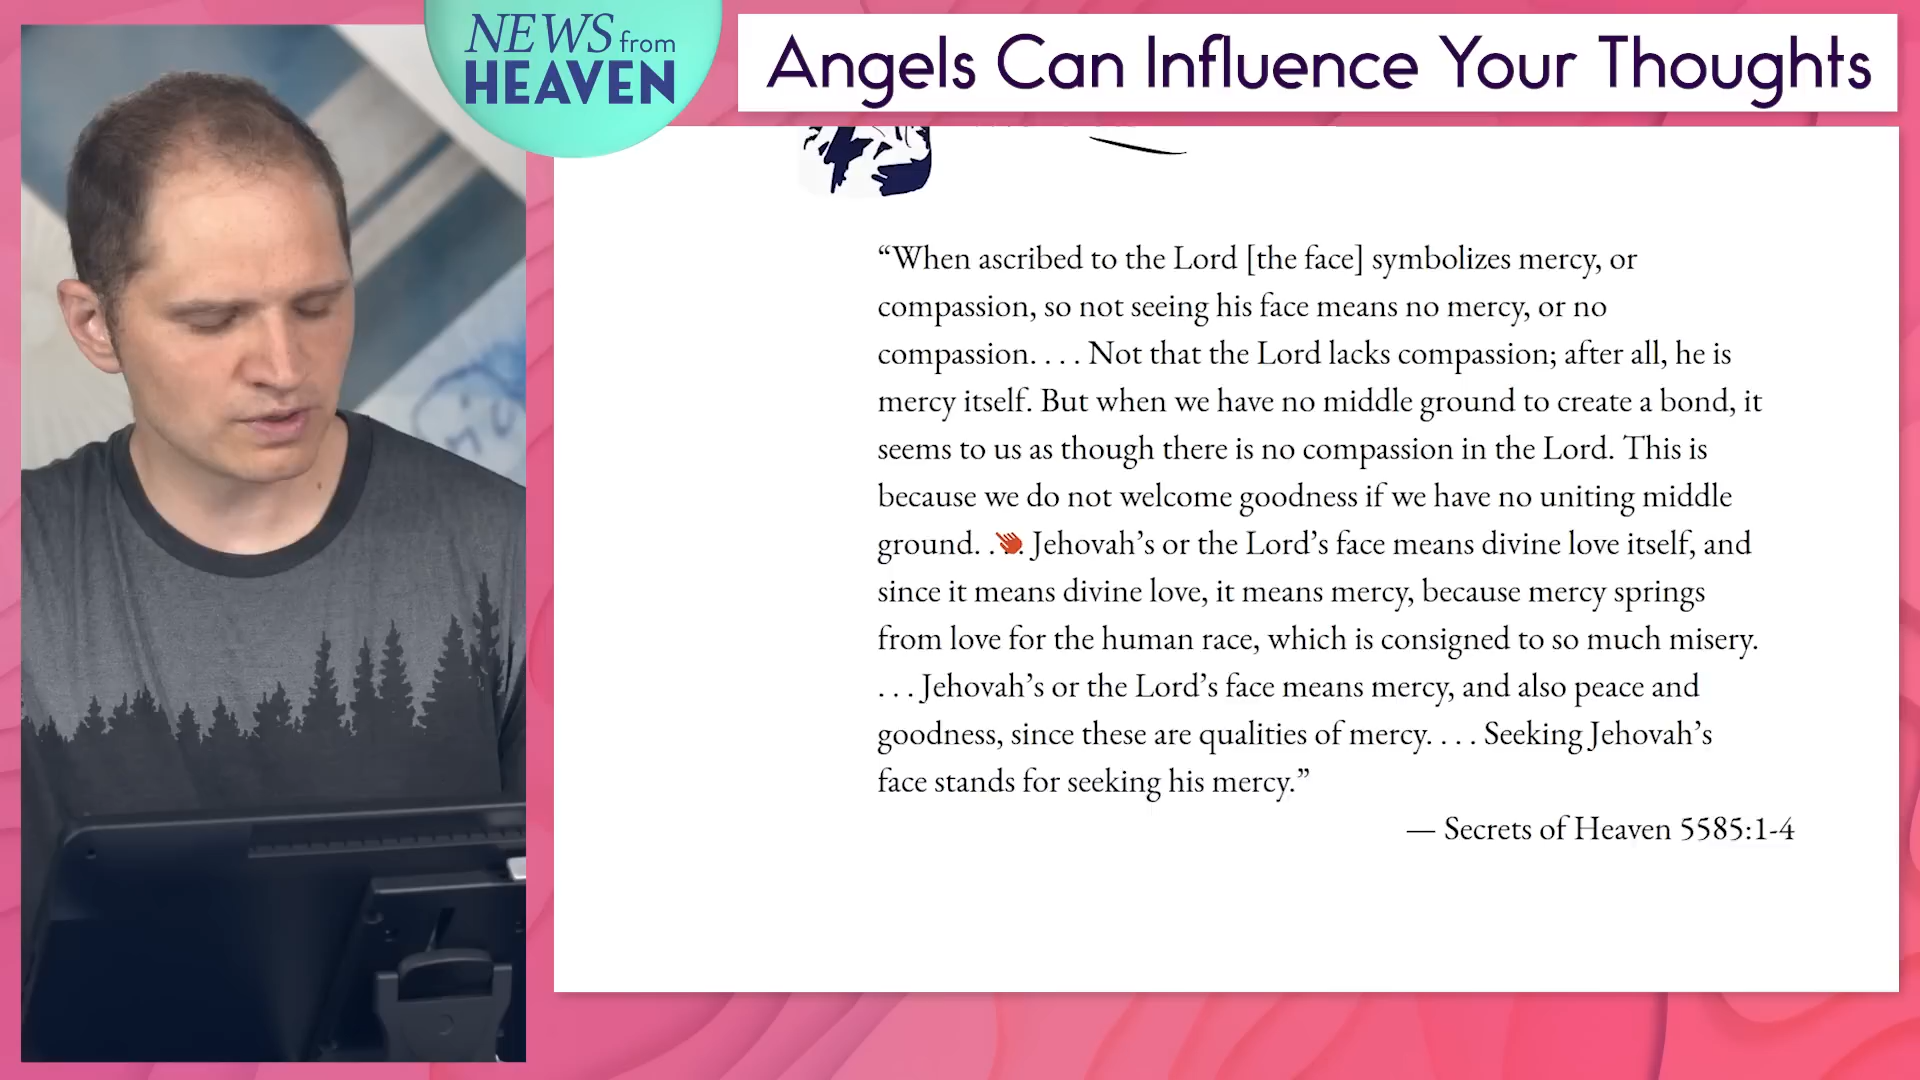 NEWS from
HEAVEN
Angels Can Influence Your Thoughts
“When ascribed to the Lord [the face] symbolizes mercy, or
compassion, so not seeing his face means no mercy, or no
compassion. . . . Not that the Lord lacks compassion; after all, he is
mercy itself. But when we have no middle ground to create a bond, it
seems to us as though there is no compassion in the Lord. This is
because we do not welcome goodness if we have no uniting middle
ground. . . . Jehovah’s or the Lord’s face means divine love itself, and
since it means divine love, it means mercy, because mercy springs
from love for the human race, which is consigned to so much misery.
. . . Jehovah’s or the Lord’s face means mercy, and also peace and
goodness, since these are qualities of mercy. . . . Seeking Jehovah’s
face stands for seeking his mercy.”
— Secrets of Heaven 5585:1-4